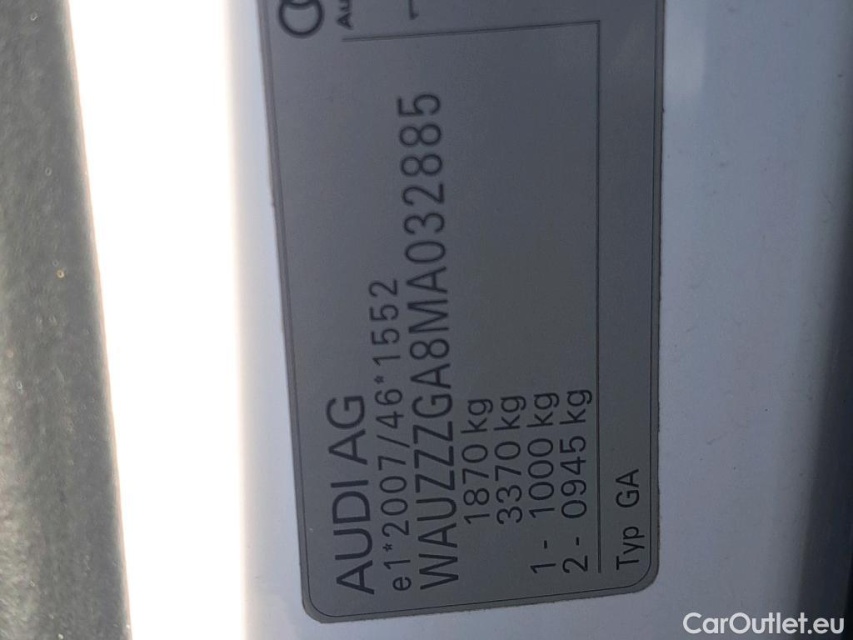 AUDI AG
e1*2007/46*1552
WAUZZZGA8MA032885
1870 kg
3370 kg
1- 1000 kg
2- 0945 kg
Typ GA
CarOutlet.eu